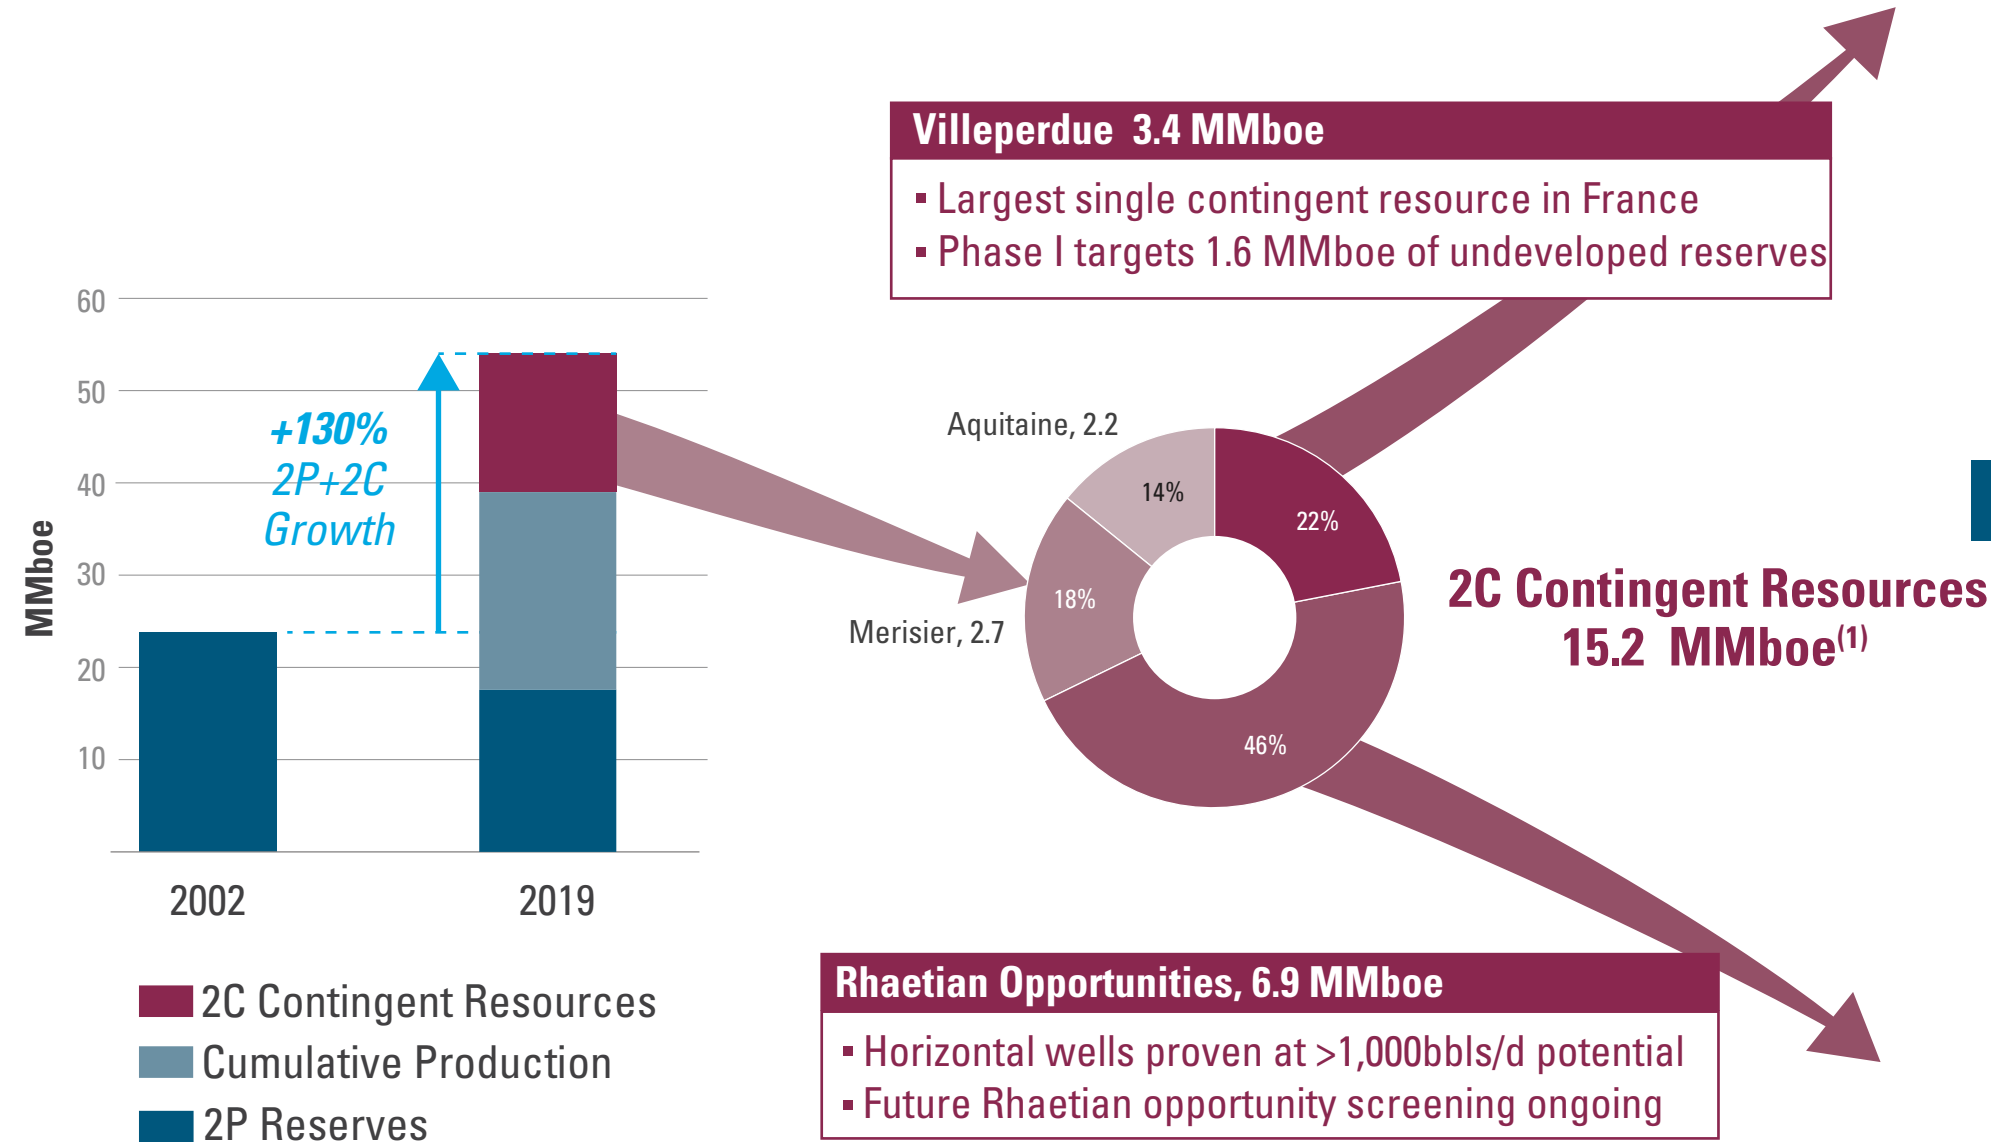 Villeperdue 3.4 MMboe
▪ Largest single contingent resource in France
▪ Phase I targets 1.6 MMboe of undeveloped reserves
60
50
40
30
20
10
MMboe
+130%
2P+2C
Growth
2002
2019
2C Contingent Resources
Cumulative Production
2P Reserves
Aquitaine, 2.2
14%
22%
18%
Merisier, 2.7
46%
2C Contingent Resources
15.2 MMboe(1)
Rhaetian Opportunities, 6.9 MMboe
▪ Horizontal wells proven at >1,000bbls/d potential
▪ Future Rhaetian opportunity screening ongoing